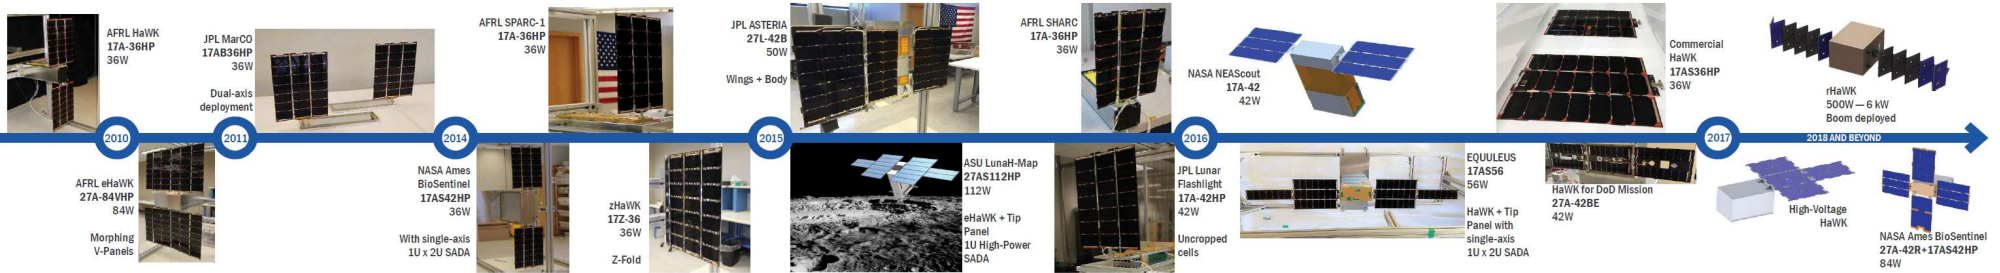 AFRL HaWK
17A-36HP
36W
2010
AFRL eHaWK
27A-84VHP
84W
Morphing
V-Panels
JPL MarCO
17AB36HP
36W
Dual-axis
deployment
2011
2014
NASA Ames
BioSentinel
17AS42HP
36W
With single-axis
1U x 2U SADA
AFRL SPARC-1
17A-36HP
36W
zHaWK
17Z-36
36W
Z-Fold
JPL ASTERIA
27L-42B
50W
Wings + Body
2015
ASU LunaH-Map
27AS112HP
112W
eHaWK + Tip
Panel
1U High-Power
SADA
AFRL SHARC
17A-36HP
36W
2016
NASA NEAScout
17A-42
42W
JPL Lunar
Flashlight
17A-42HP
42W
Uncropped
cells
EQUULEUS
17AS56
56W
HaWK + Tip
Panel with
single-axis
1U x 2U SADA
Commercial
HaWK
17AS36HP
36W
HaWK for DoD Mission
27A-42BE
42W
2017
rHaWK
500W — 6 kW
Boom deployed
2018 AND BEYOND
High-Voltage
HaWK
NASA Ames BioSentinel
27A-42R+17AS42HP
84W